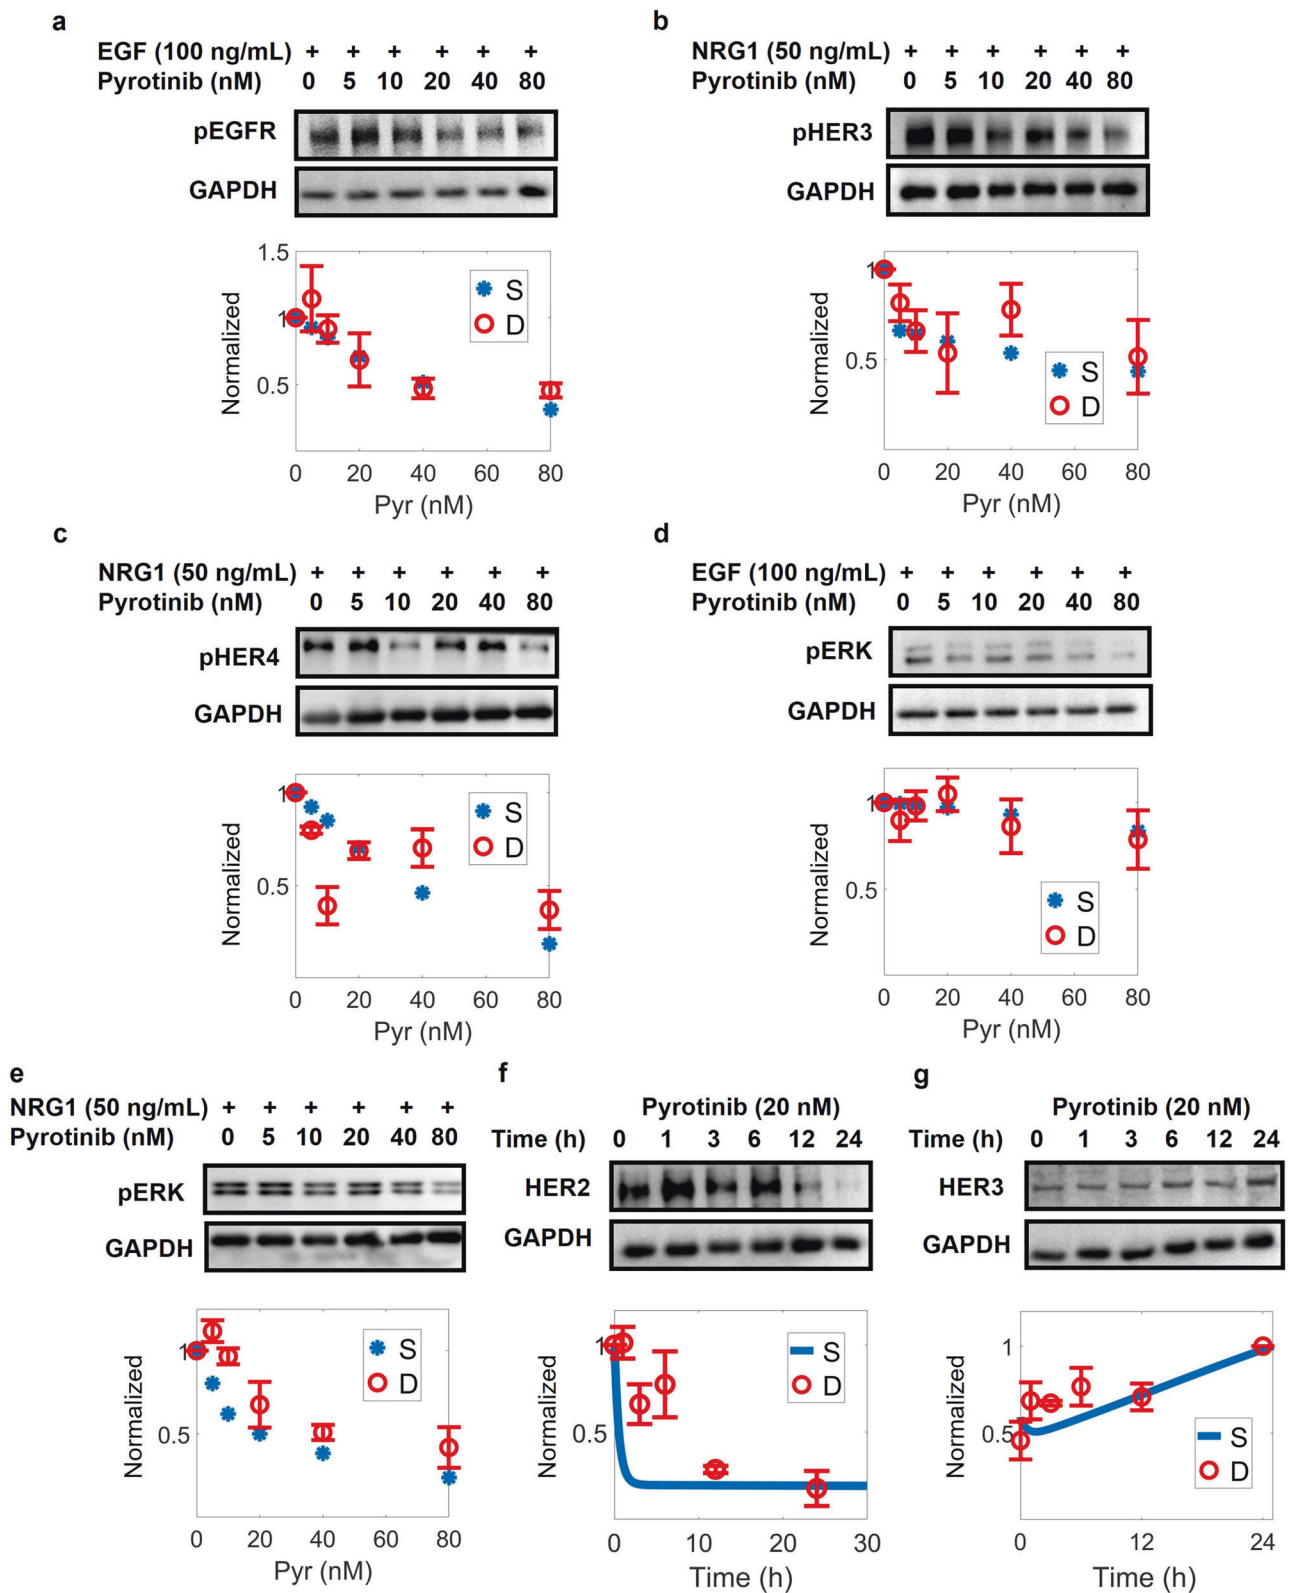 a
EGF (100 ng/mL) + + + + + +
Pyrotinib (nM) 0 5 10 20 40 80
pEGFR
GAPDH
1.5
1
0.5
Normalized
S
D
0 20 40 60 80
Pyr (nM)
b
NRG1 (50 ng/mL) + + + + + +
Pyrotinib (nM) 0 5 10 20 40 80
pHER3
GAPDH
1
0.5
Normalized
S
D
0 20 40 60 80
Pyr (nM)
c
NRG1 (50 ng/mL) + + + + + +
Pyrotinib (nM) 0 5 10 20 40 80
pHER4
GAPDH
1
0.5
Normalized
S
D
0 20 40 60 80
Pyr (nM)
d
EGF (100 ng/mL) + + + + + +
Pyrotinib (nM) 0 5 10 20 40 80
pERK
GAPDH
1
0.5
Normalized
S
D
0 20 40 60 80
Pyr (nM)
e
NRG1 (50 ng/mL) + + + + + +
Pyrotinib (nM) 0 5 10 20 40 80
pERK
GAPDH
1
0.5
Normalized
S
D
0 20 40 60 80
Pyr (nM)
f
Pyrotinib (20 nM)
Time (h) 0 1 3 6 12 24
HER2
GAPDH
1
0.5
Normalized
S
D
0 10 20 30
Time (h)
g
Pyrotinib (20 nM)
Time (h) 0 1 3 6 12 24
HER3
GAPDH
1
0.5
Normalized
S
D
0 12 24
Time (h)